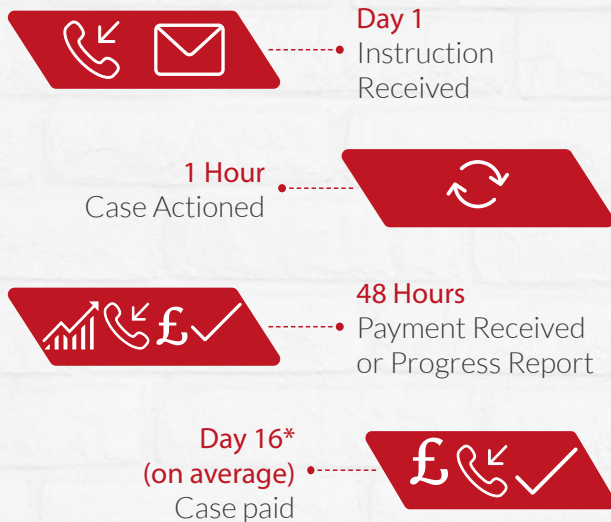 Day 1
Instruction
Received
1 Hour
Case Actioned
£
48 Hours
Payment Received
or Progress Report
Day 16*
(on average)
Case paid
£